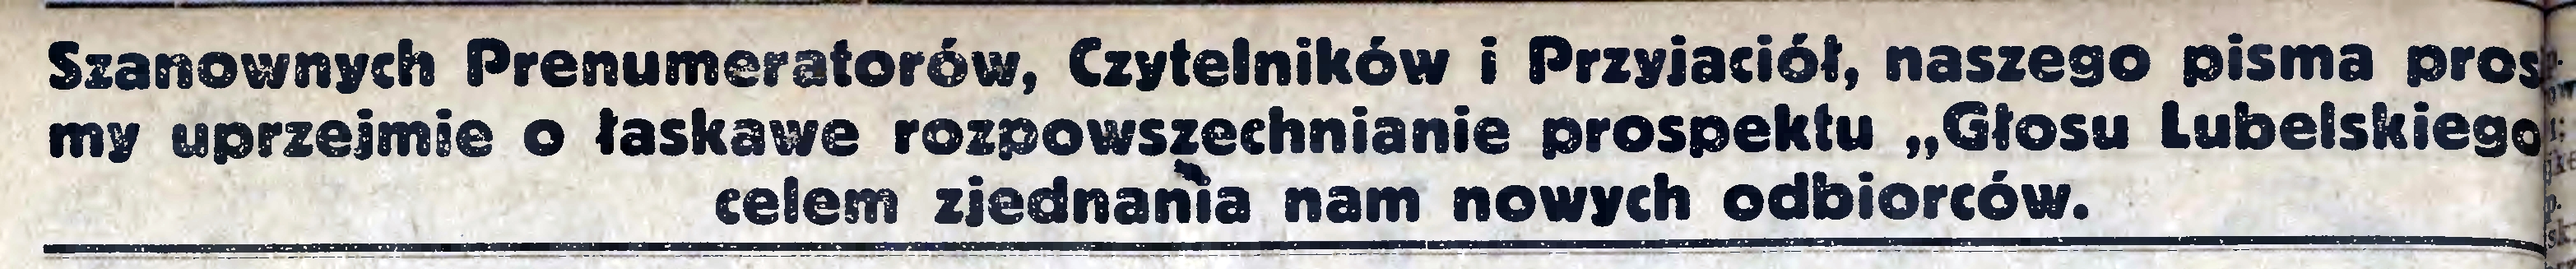 Szanownych Prenumeratorów, Czytelników i Przyjaciół, naszego pisma pros
my uprzejmie o łaskawe rozpowszechnianie prospektu „Głosu Lubelskiego
celem zjednania nam nowych odbiorców.